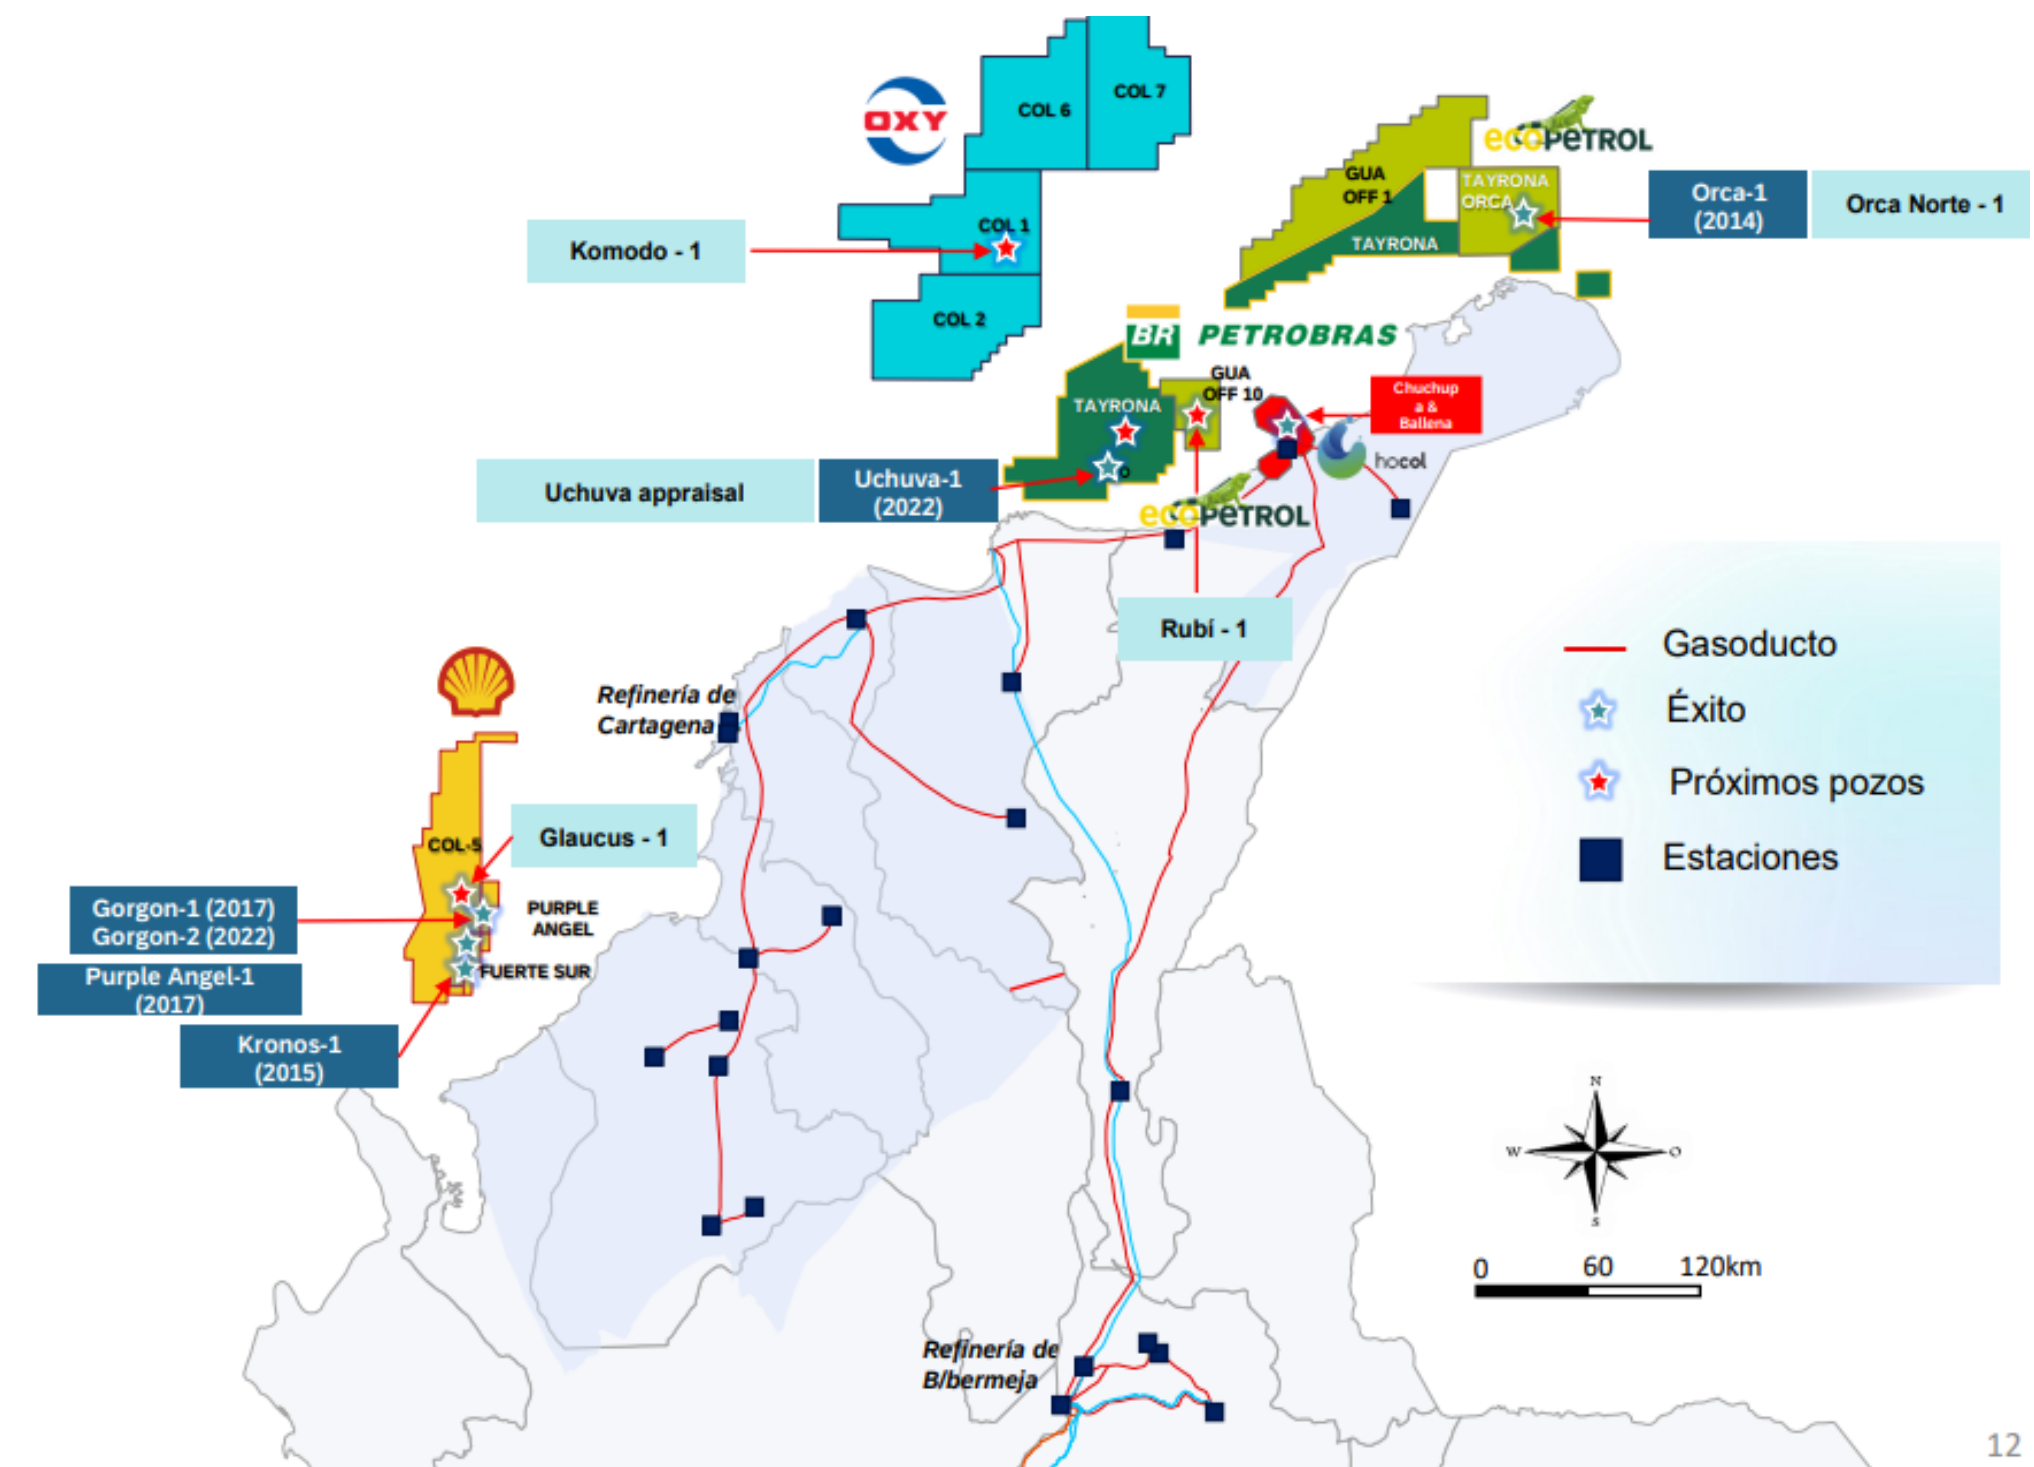 COL 7
COL 6
OXY
ecoPETROL
GUA
OFF 1
TAYRONA
ORCA
Orca-1
(2014)
Orca Norte - 1
COL 1
TAYRONA
Komodo - 1
COL 2
BR PETROBRAS
GUA
OFF 10
Chuchup
a &
Ballena
TAYRONA
hocol
Uchuva appraisal
Uchuva-1
(2022)
ecoPETROL
Rubí - 1
Gasoducto
Éxito
Próximos pozos
Estaciones
Refinería de
Cartagena
COL-5
Glaucus - 1
Gorgon-1 (2017)
Gorgon-2 (2022)
PURPLE
ANGEL
Purple Angel-1
(2017)
FUERTE SUR
Kronos-1
(2015)
N
W
O
S
0 60 120km
Refinería de
B/bermeja
12